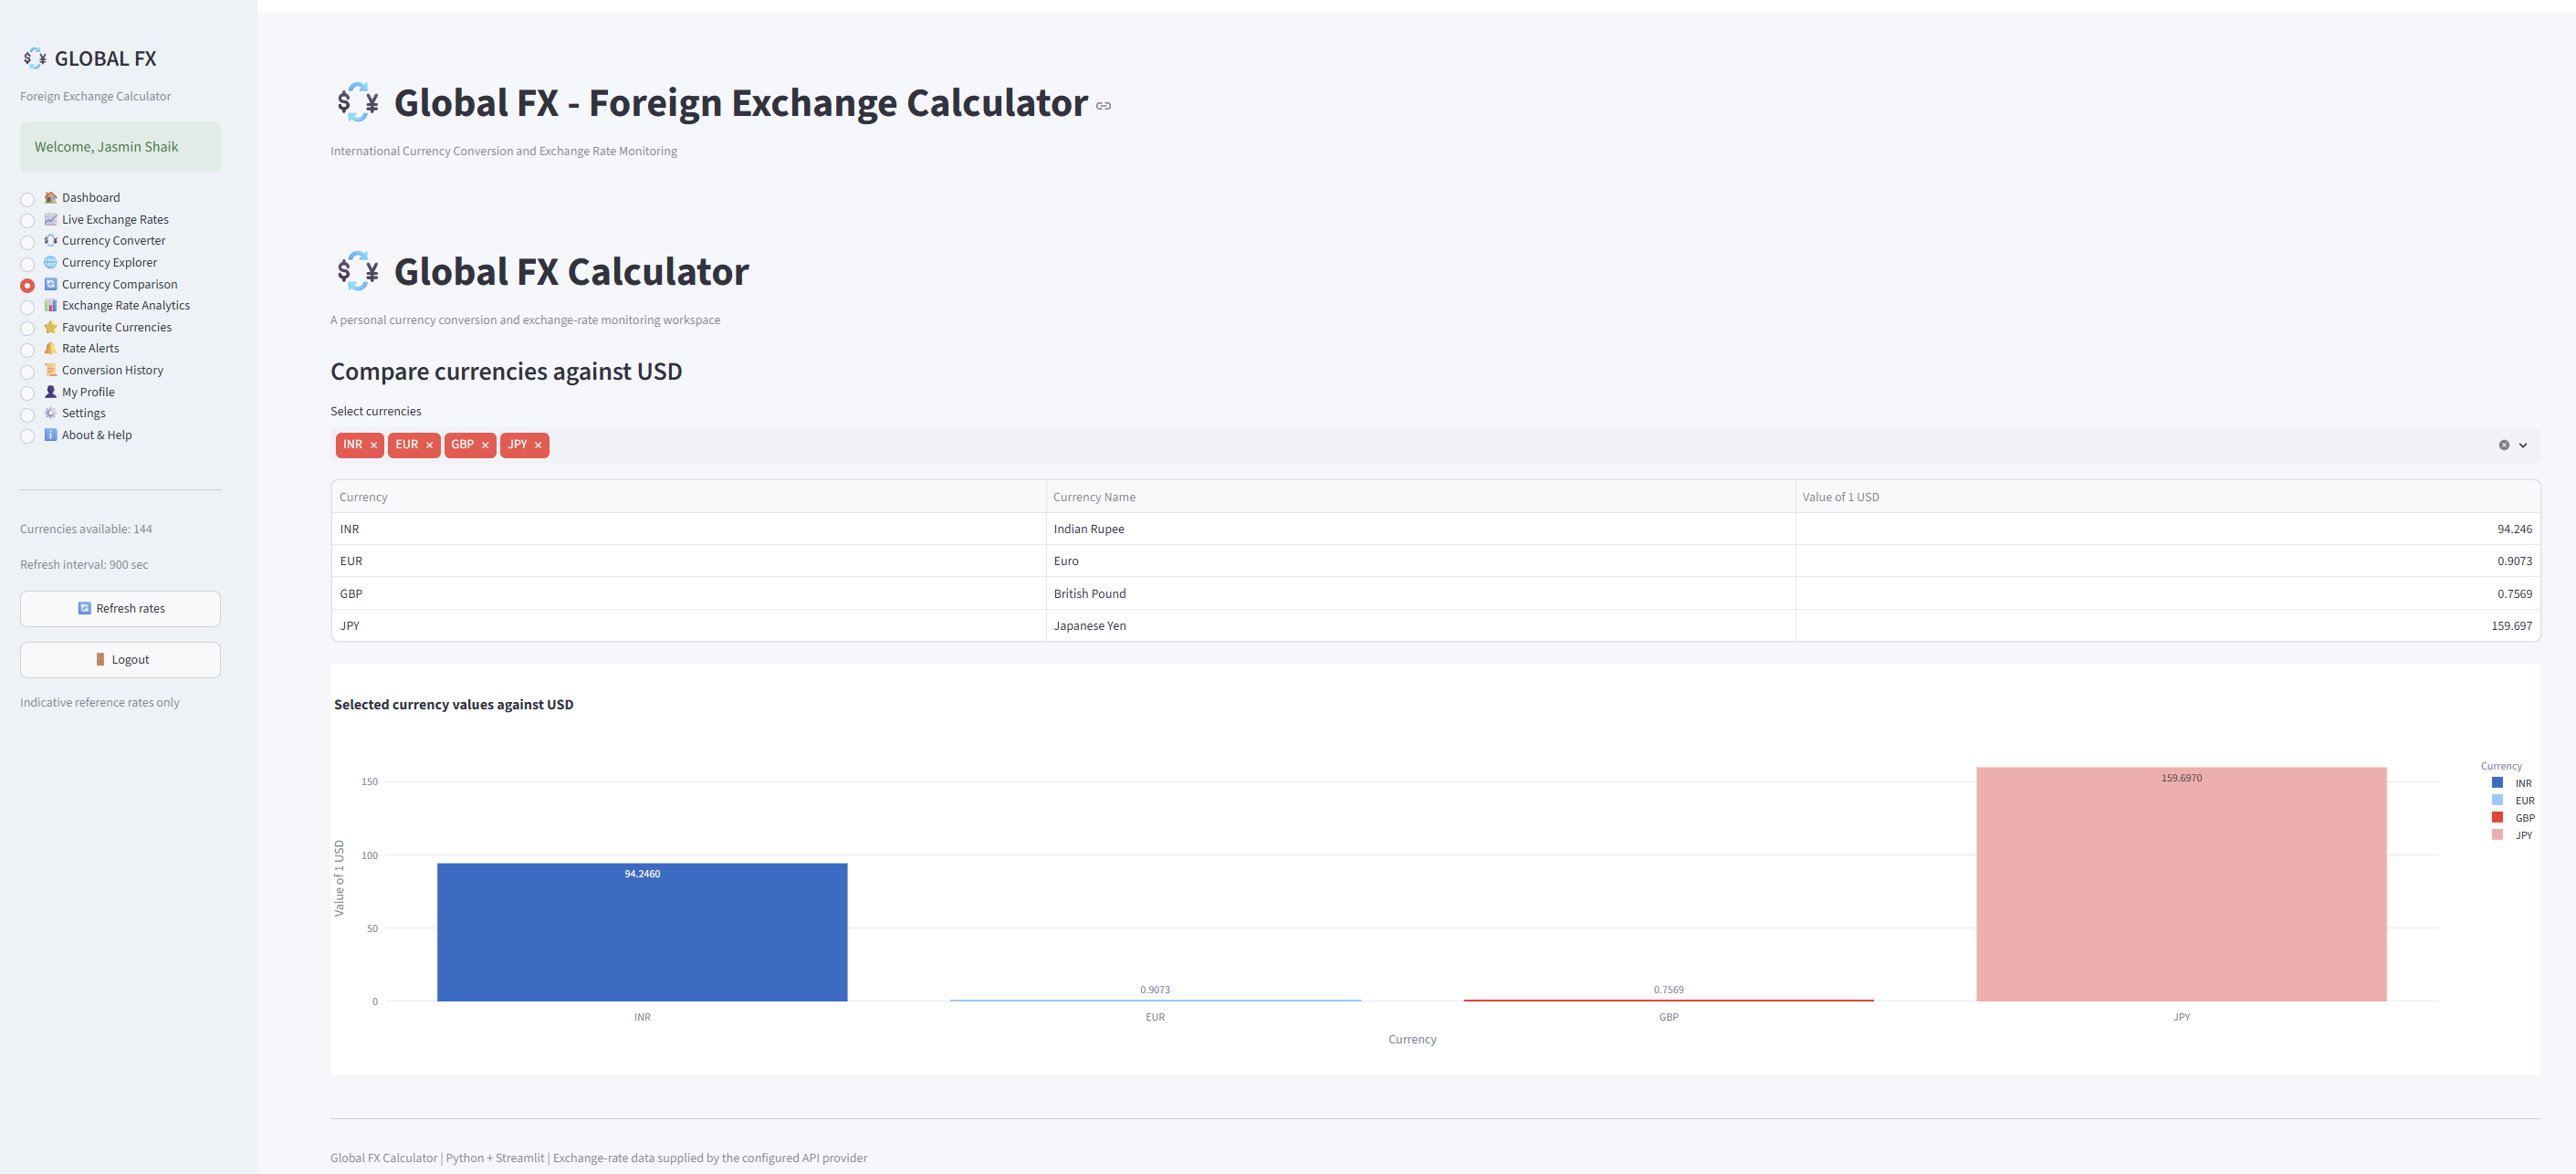 GLOBAL FX
Foreign Exchange Calculator
Welcome, Jasmin Shaik
Dashboard
Live Exchange Rates
Currency Converter
Currency Explorer
Currency Comparison
Exchange Rate Analytics
Favourite Currencies
Rate Alerts
Conversion History
My Profile
Settings
About & Help
Currencies available: 144
Refresh interval: 900 sec
Refresh rates
Logout
Indicative reference rates only
Global FX - Foreign Exchange Calculator
International Currency Conversion and Exchange Rate Monitoring
Global FX Calculator
A personal currency conversion and exchange-rate monitoring workspace
Compare currencies against USD
Select currencies
INR × EUR × GBP × JPY ×
Currency Currency Name Value of 1 USD
INR Indian Rupee 94.246
EUR Euro 0.9073
GBP British Pound 0.7569
JPY Japanese Yen 159.697
Selected currency values against USD
Value of 1 USD
150
100
50
0
94.2460
0.9073
0.7569
159.6970
INR EUR GBP JPY
Currency
Currency
INR
EUR
GBP
JPY
Global FX Calculator | Python + Streamlit | Exchange-rate data supplied by the configured API provider